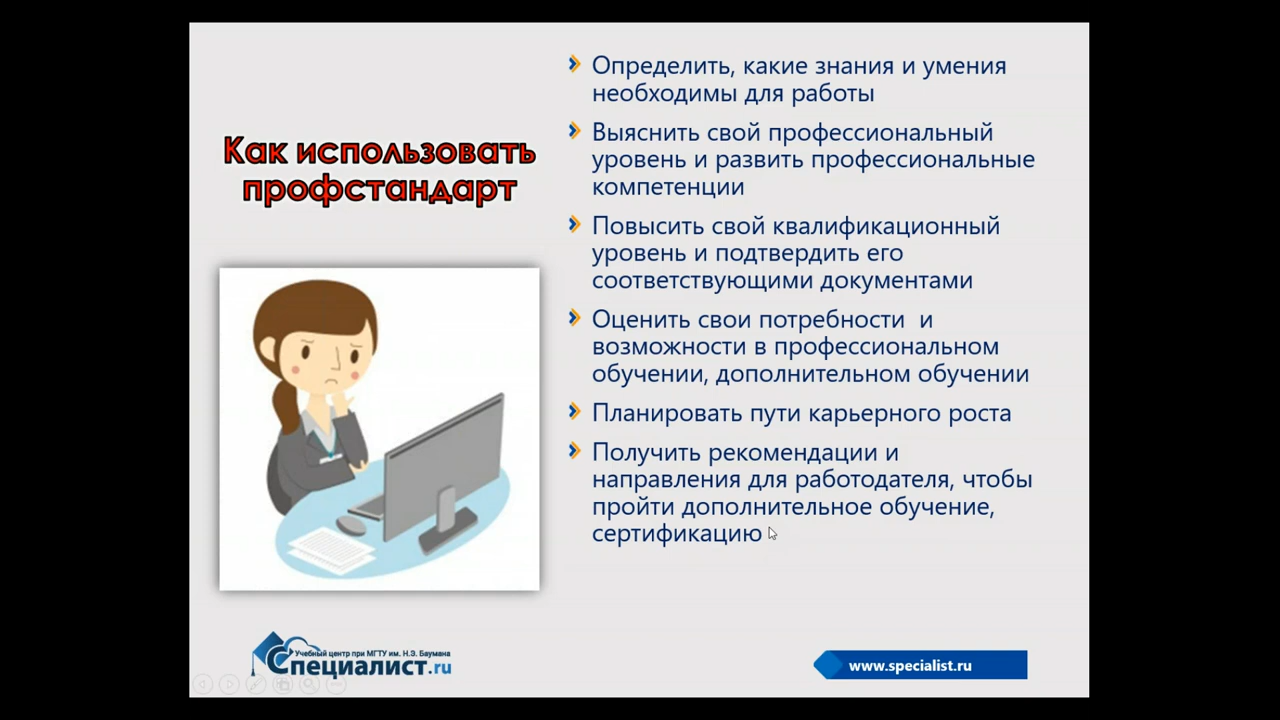 Как использовать
профстандарт
Определить, какие знания и умения
необходимы для работы
Выяснить свой профессиональный
уровень и развить профессиональные
компетенции
Повысить свой квалификационный
уровень и подтвердить его
соответствующими документами
Оценить свои потребности и
возможности в профессиональном
обучении, дополнительном обучении
Планировать пути карьерного роста
Получить рекомендации и
направления для работодателя, чтобы
пройти дополнительное обучение,
сертификацию
Учебный центр при МГТУ им. Н.Э. Баумана
Специалист.ru
www.specialist.ru